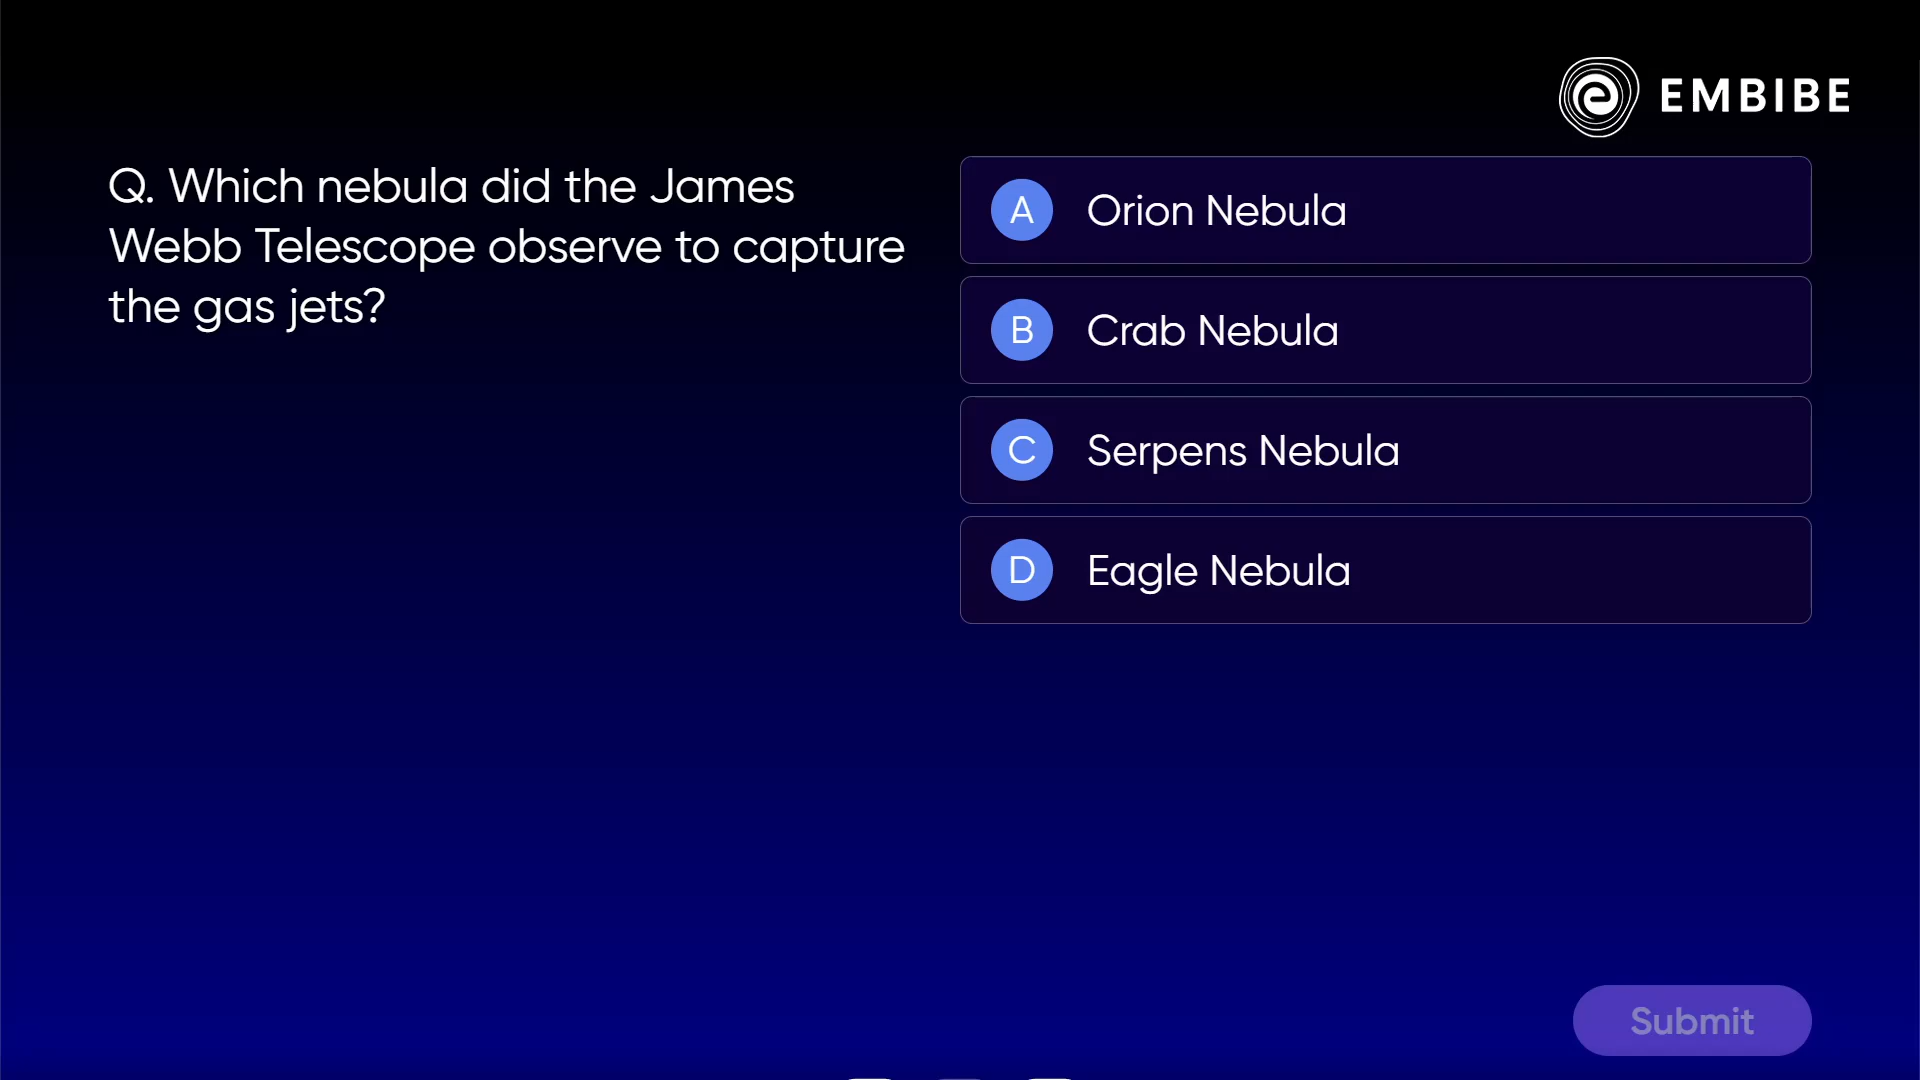 EMBIBE
Q. Which nebula did the James
Webb Telescope observe to capture
the gas jets?
A Orion Nebula
B Crab Nebula
C Serpens Nebula
D Eagle Nebula
Submit